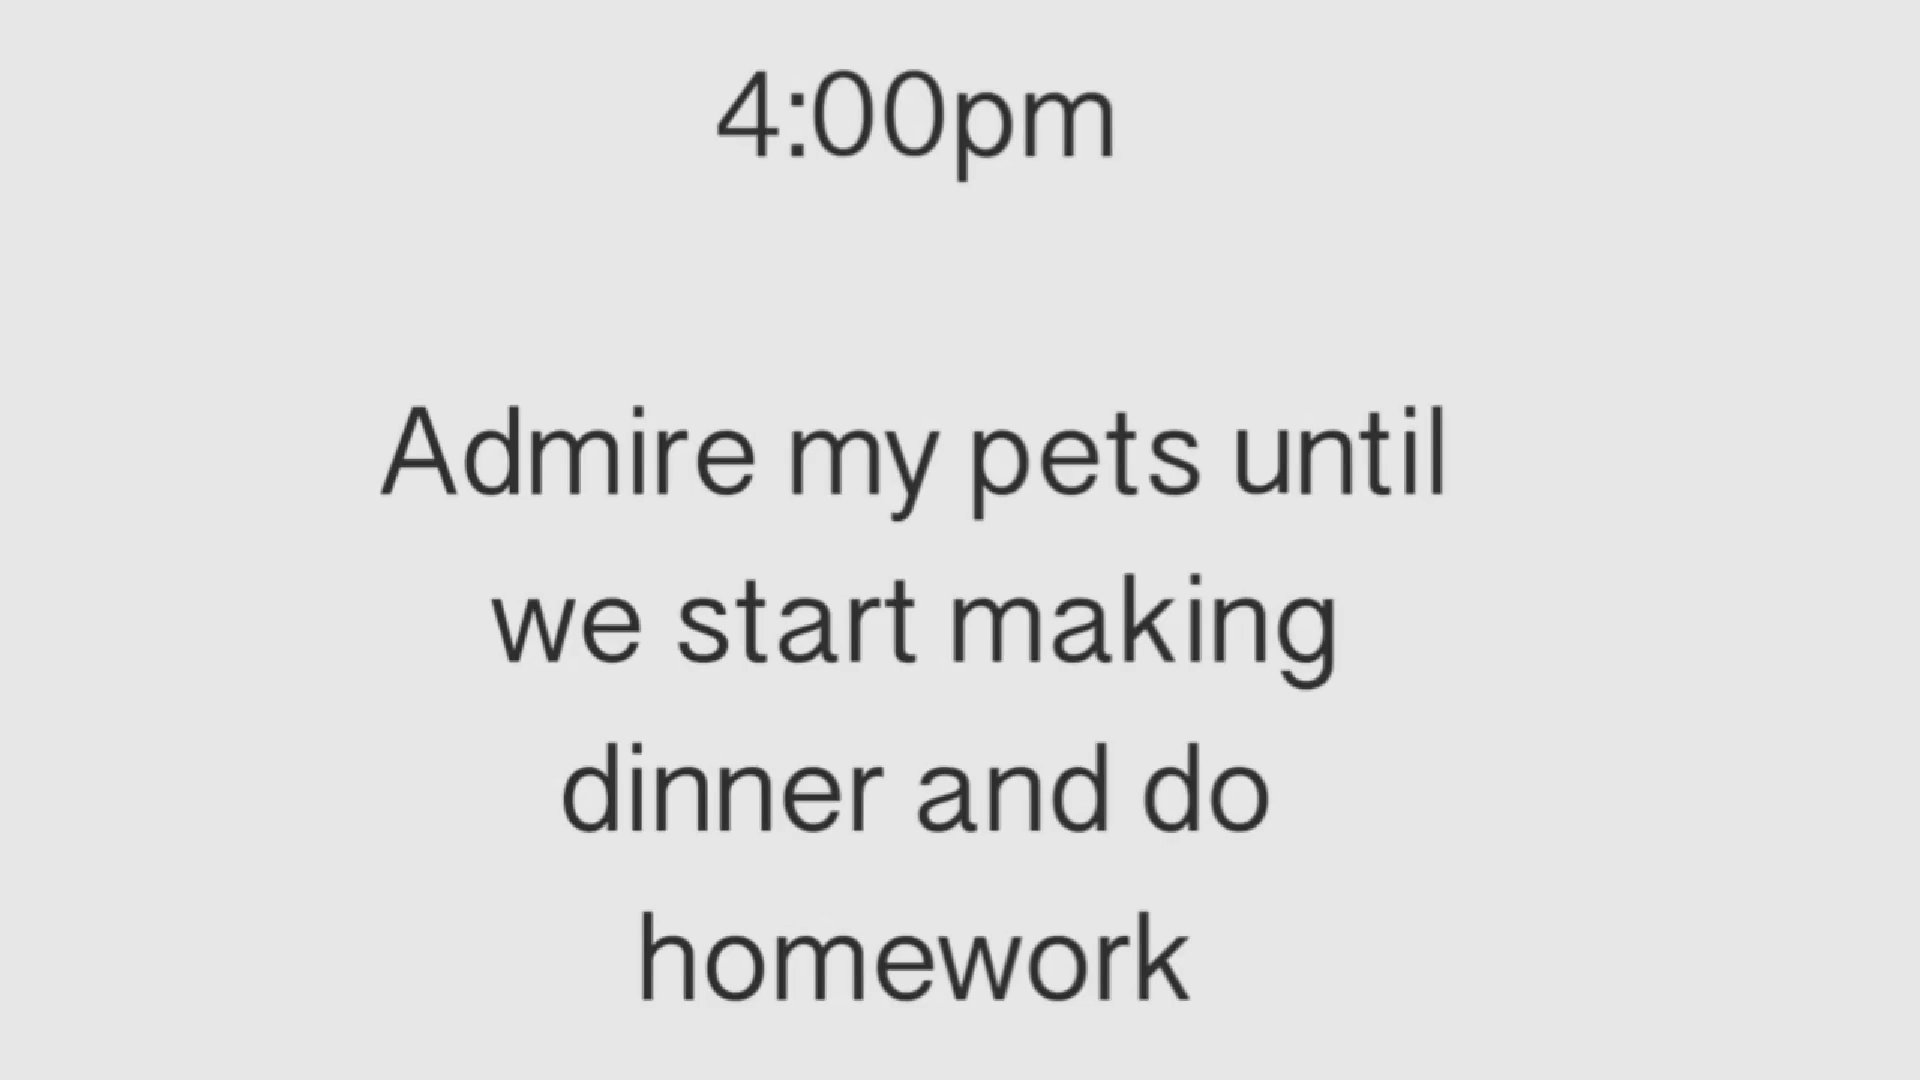 4:00pm
Admire my pets until
we start making
dinner and do
homework